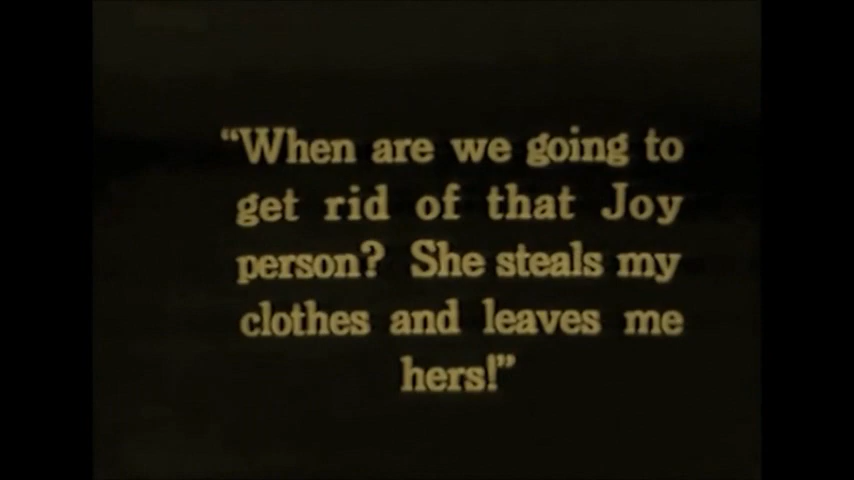 “When are we going to
get rid of that Joy
person? She steals my
clothes and leaves me
hers!”